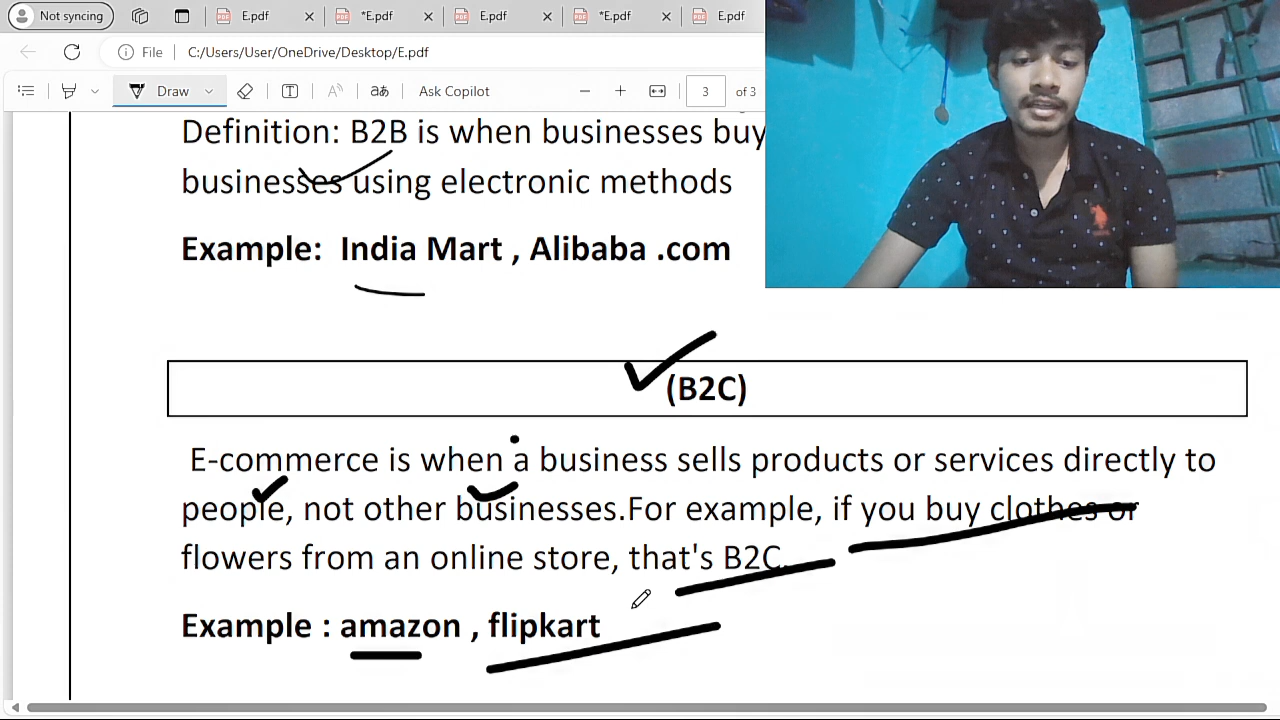 Not syncing
E.pdf
*E.pdf
E.pdf
*E.pdf
E.pdf
File C:/Users/User/OneDrive/Desktop/E.pdf
Draw
T
A
aあ
Ask Copilot
3 of 3
Definition: B2B is when businesses buy
businesses using electronic methods
Example: India Mart , Alibaba .com
(B2C)
E-commerce is when a business sells products or services directly to
people, not other businesses.For example, if you buy clothes or
flowers from an online store, that's B2C.
Example : amazon , flipkart